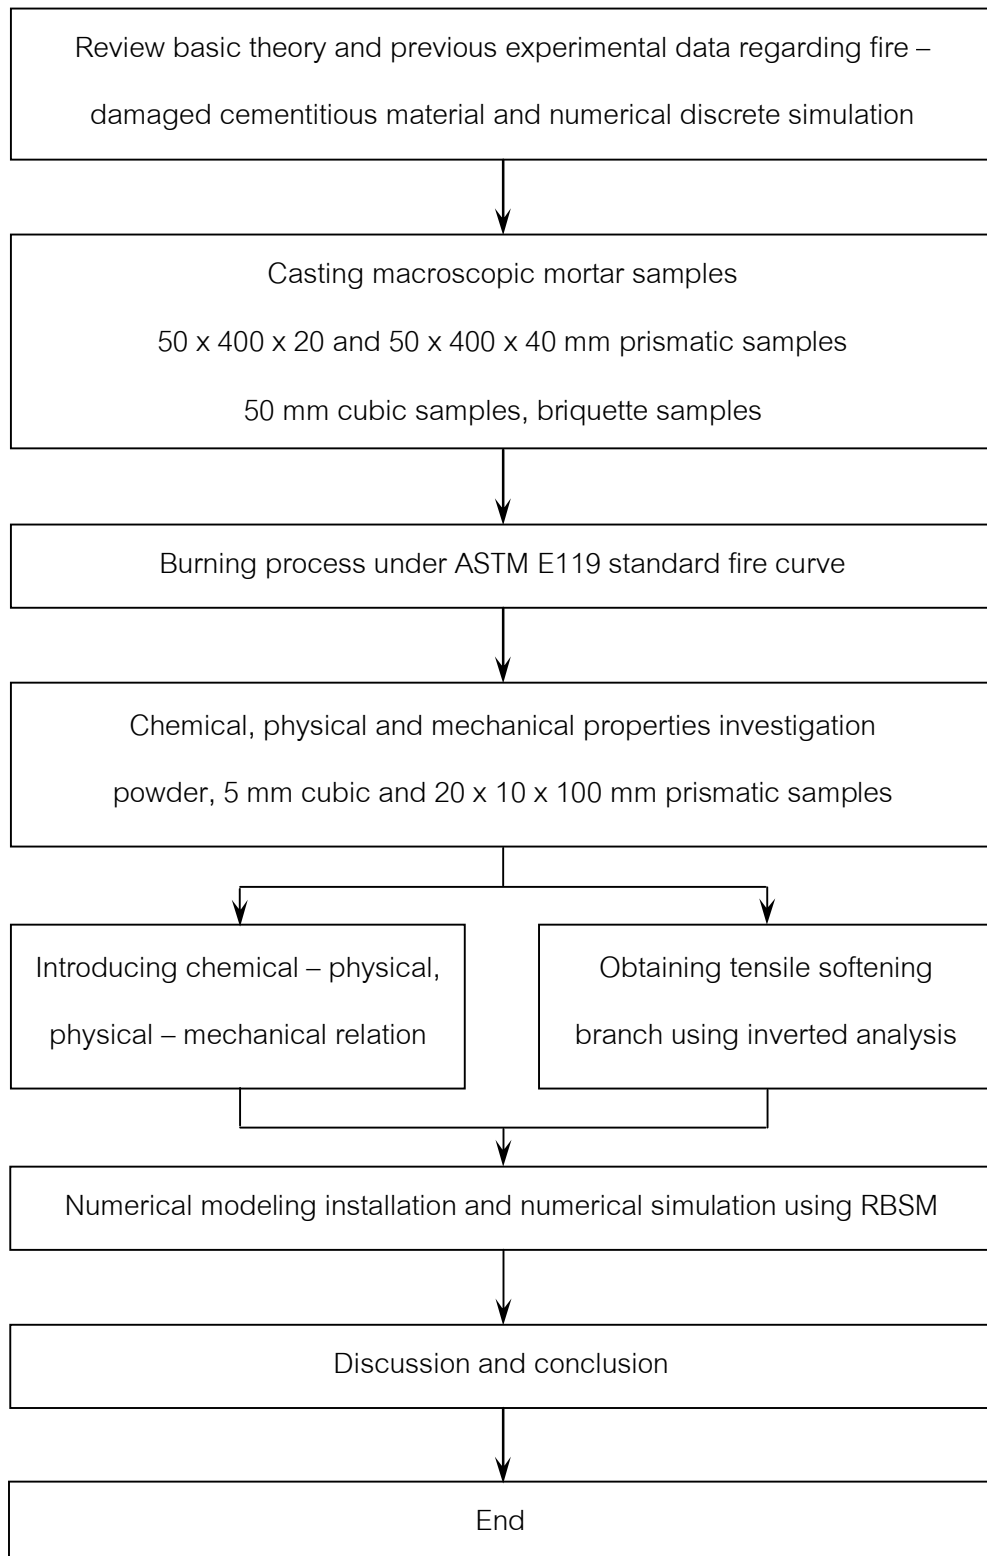 Review basic theory and previous experimental data regarding fire –
damaged cementitious material and numerical discrete simulation
Casting macroscopic mortar samples
50 x 400 x 20 and 50 x 400 x 40 mm prismatic samples
50 mm cubic samples, briquette samples
Burning process under ASTM E119 standard fire curve
Chemical, physical and mechanical properties investigation
powder, 5 mm cubic and 20 x 10 x 100 mm prismatic samples
Introducing chemical – physical,
physical – mechanical relation
Obtaining tensile softening
branch using inverted analysis
Numerical modeling installation and numerical simulation using RBSM
Discussion and conclusion
End